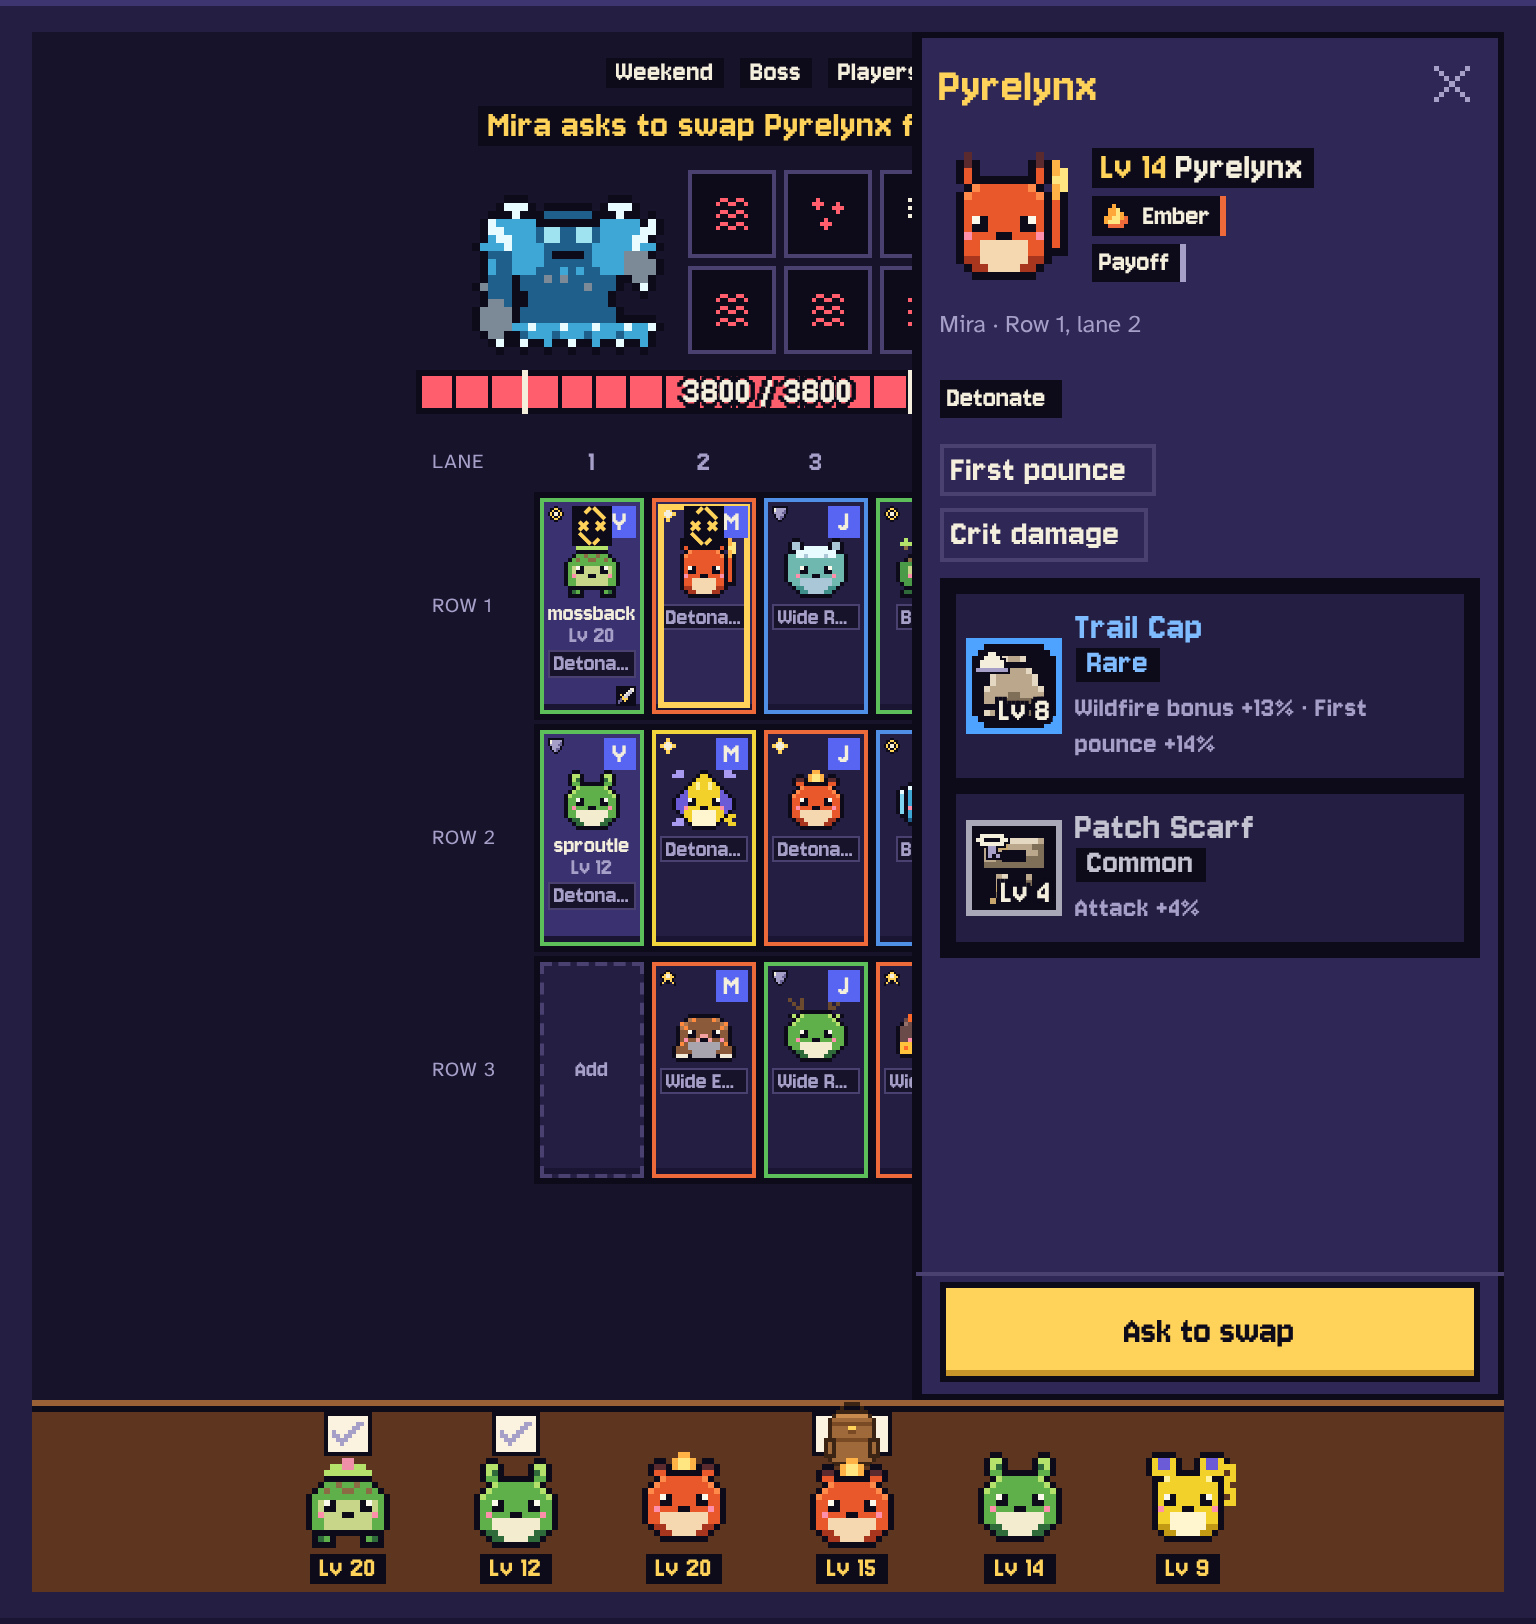 Weekend Boss Players
Mira asks to swap Pyrelynx f
3800 / 3800
LANE 1 2 3
ROW 1
Y
mossback
Lv 20
Detona...
M
Detona...
J
Wide R...
B
ROW 2
Y
sproutle
Lv 12
Detona...
M
Detona...
J
Detona...
B
ROW 3
Add
M
Wide E...
J
Wide R...
Wi
Pyrelynx
Lv 14 Pyrelynx
Ember
Payoff
Mira · Row 1, lane 2
Detonate
First pounce
Crit damage
Trail Cap
Rare
Lv 8
Wildfire bonus +13% · First
pounce +14%
Patch Scarf
Common
Lv 4
Attack +4%
Ask to swap
Lv 20
Lv 12
Lv 20
Lv 15
Lv 14
Lv 9